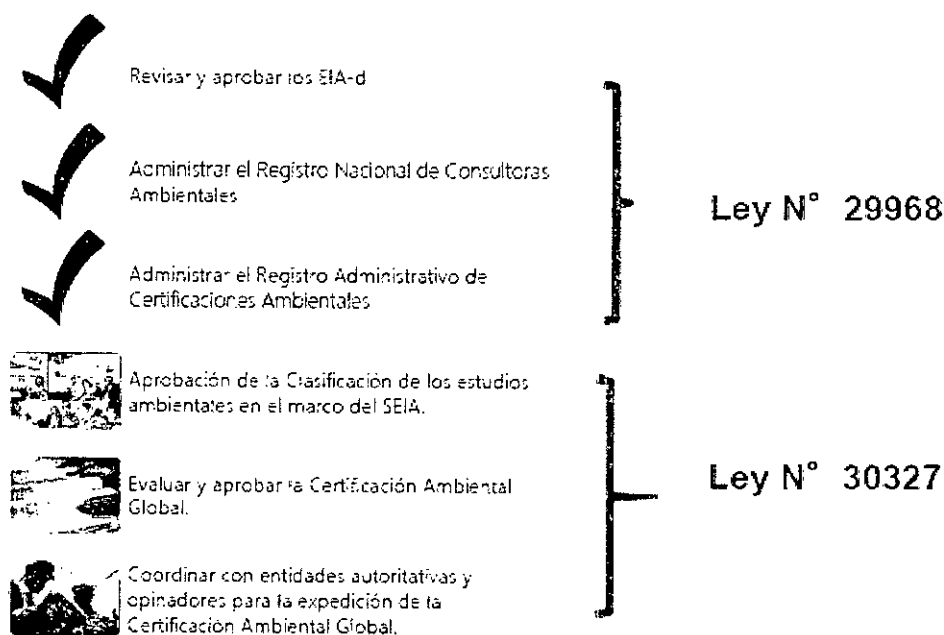 Revisar y aprobar los EIA-d
Administrar el Registro Nacional de Consultoras
Ambientales
Ley N° 29968
Administrar el Registro Administrativo de
Certificaciones Ambientales
Aprobación de la Clasificación de los estudios
ambientales en el marco del SEIA.
Evaluar y aprobar la Certificación Ambiental
Global.
Ley N° 30327
Coordinar con entidades autoritativas y
opinadores para la expedición de la
Certificación Ambiental Global.